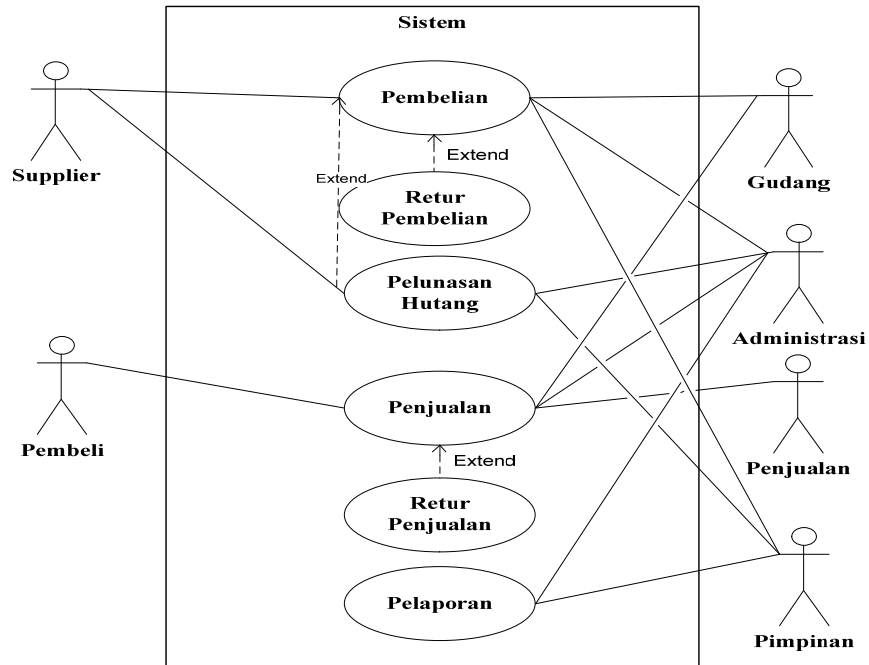 Sistem
Pembelian
Extend
Supplier
Extend
Gudang
Retur
Pembelian
Pelunasan
Hutang
Administrasi
Pembeli
Penjualan
Extend
Penjualan
Retur
Penjualan
Pelaporan
Pimpinan